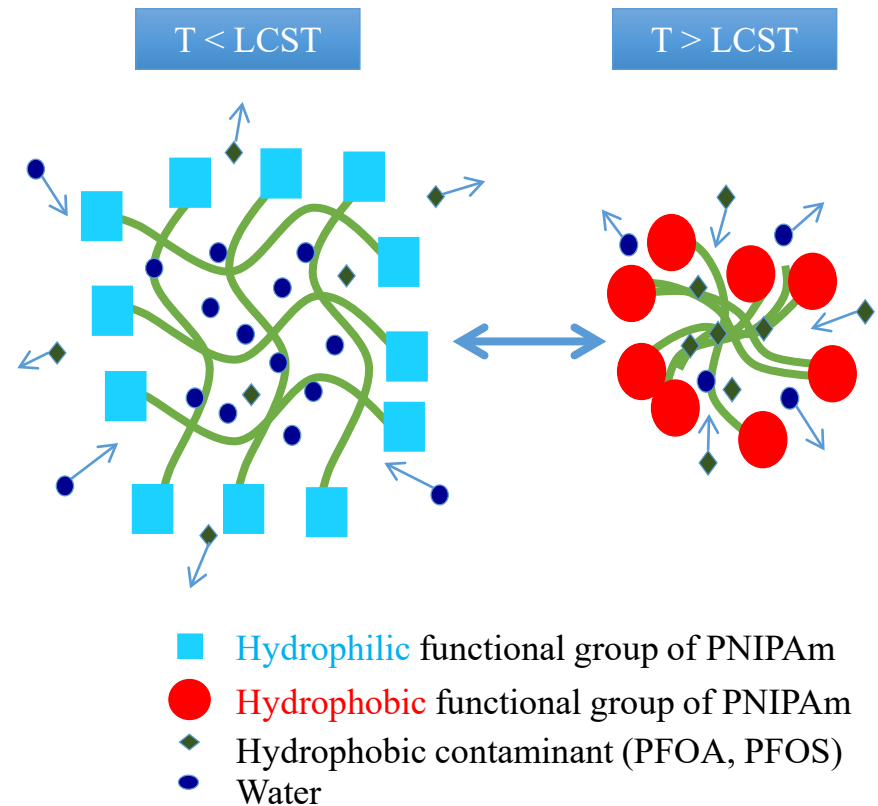 T < LCST
T > LCST
Hydrophilic functional group of PNIPAm
Hydrophobic functional group of PNIPAm
Hydrophobic contaminant (PFOA, PFOS)
Water